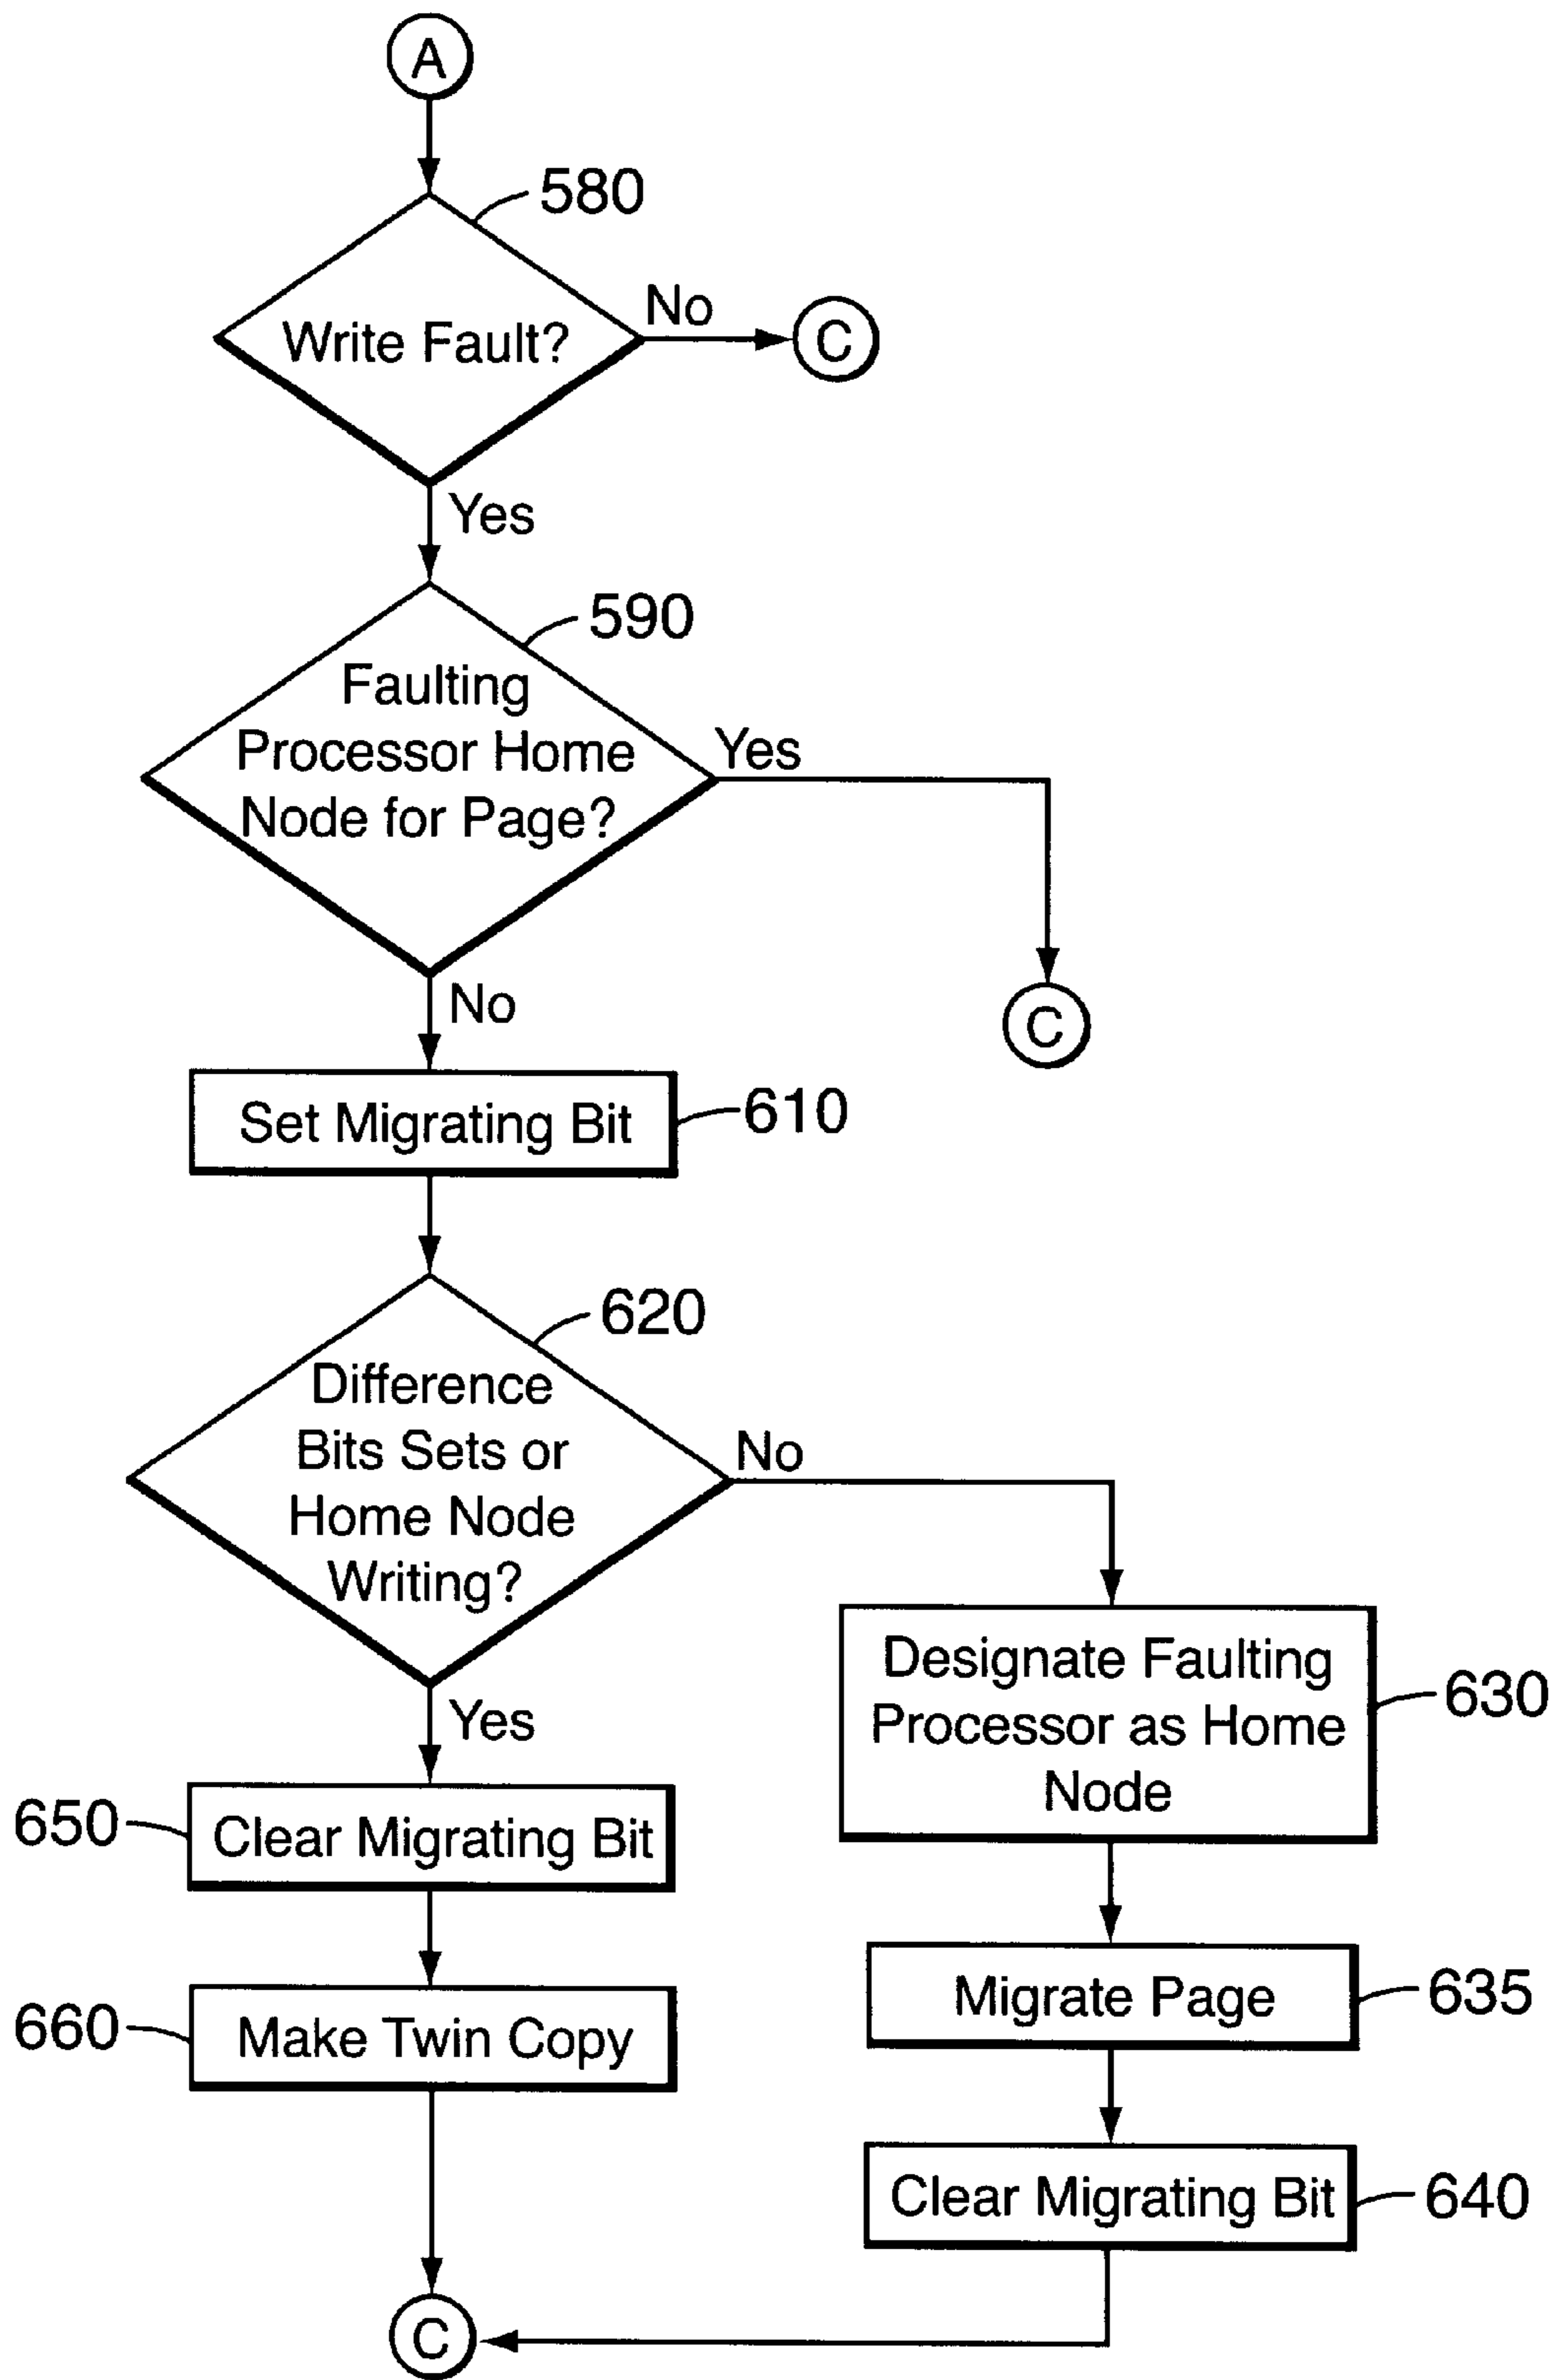 A
580
Write Fault?
No
C
Yes
590
Faulting
Processor Home
Node for Page?
Yes
C
No
Set Migrating Bit
610
620
Difference
Bits Sets or
Home Node
Writing?
No
Yes
Designate Faulting
Processor as Home
Node
630
650
Clear Migrating Bit
Migrate Page
635
660
Make Twin Copy
Clear Migrating Bit
640
C